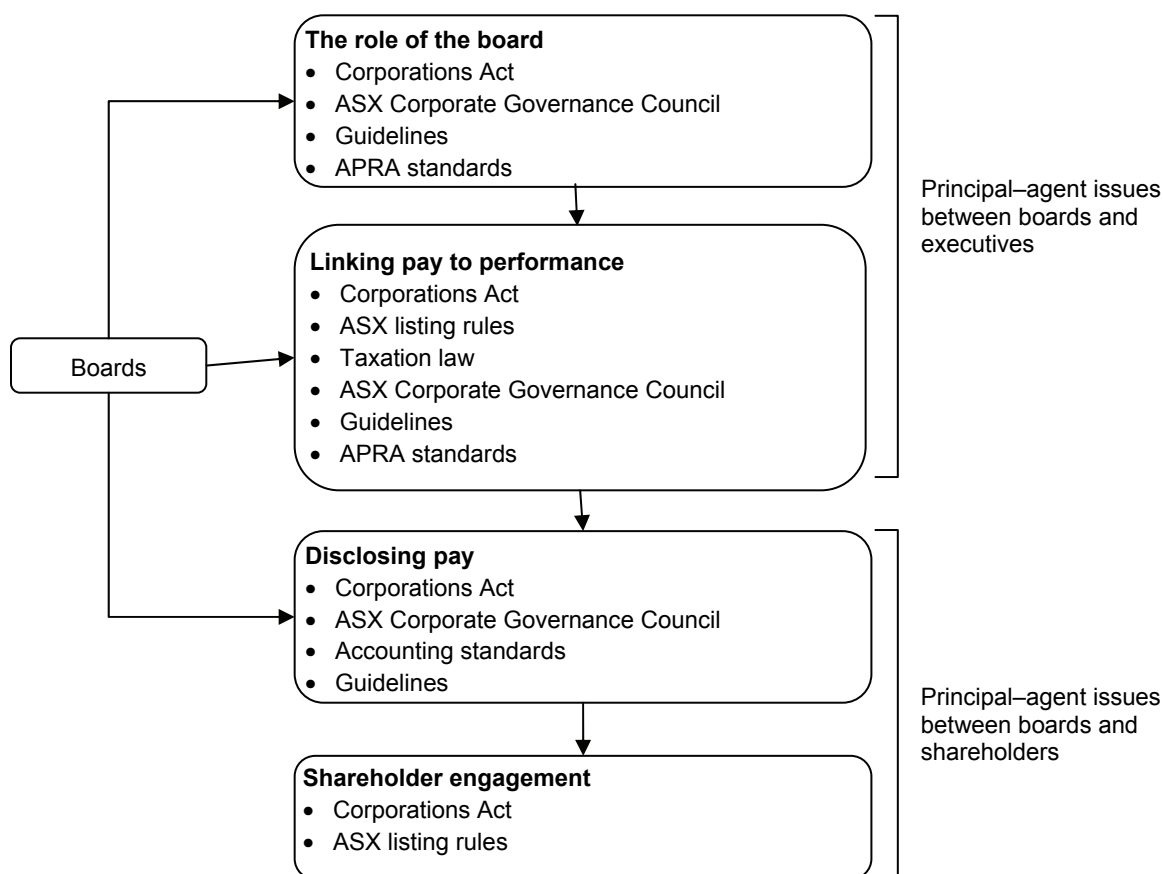 The role of the board
• Corporations Act
• ASX Corporate Governance Council
• Guidelines
• APRA standards
Principal–agent issues
between boards and
executives
Linking pay to performance
• Corporations Act
• ASX listing rules
• Taxation law
• ASX Corporate Governance Council
• Guidelines
• APRA standards
Boards
Disclosing pay
• Corporations Act
• ASX Corporate Governance Council
• Accounting standards
• Guidelines
Principal–agent issues
between boards and
shareholders
Shareholder engagement
• Corporations Act
• ASX listing rules